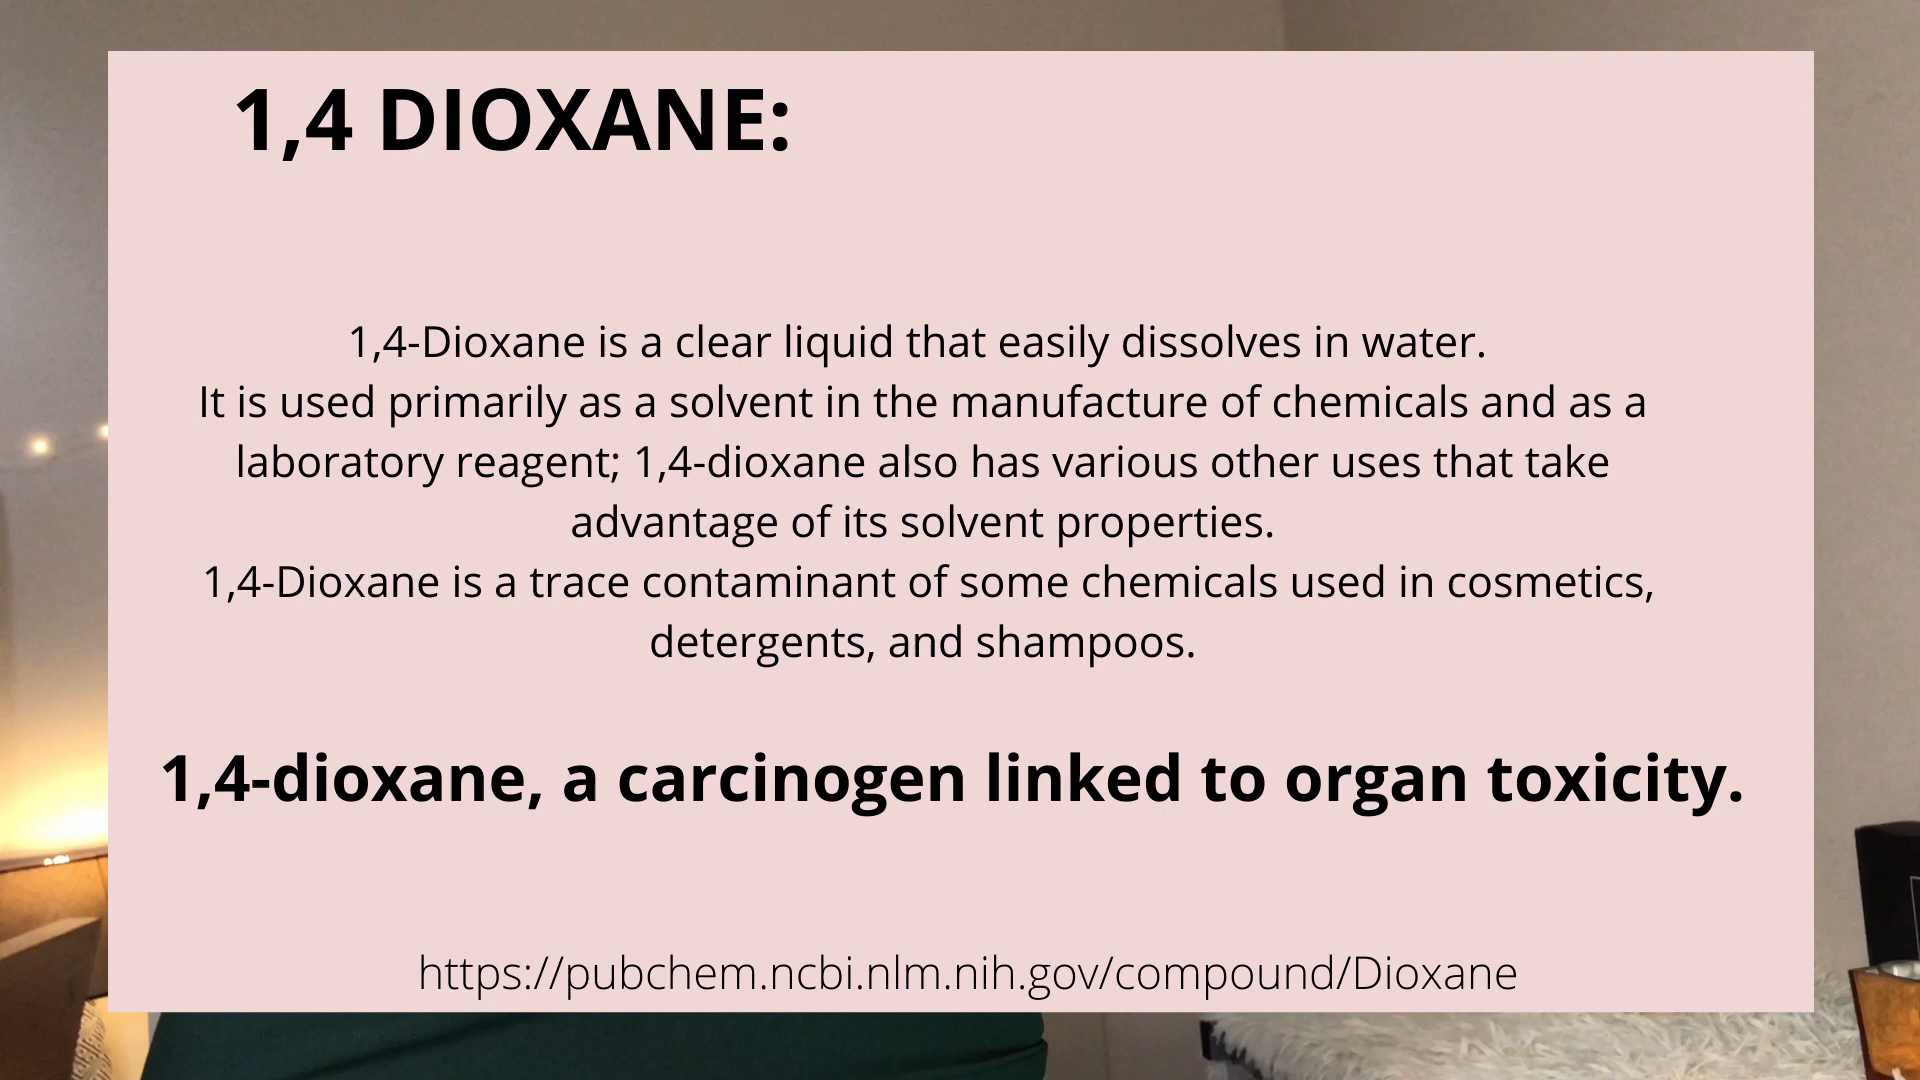 1,4 DIOXANE:
1,4-Dioxane is a clear liquid that easily dissolves in water.
It is used primarily as a solvent in the manufacture of chemicals and as a
laboratory reagent; 1,4-dioxane also has various other uses that take
advantage of its solvent properties.
1,4-Dioxane is a trace contaminant of some chemicals used in cosmetics,
detergents, and shampoos.
1,4-dioxane, a carcinogen linked to organ toxicity.
https://pubchem.ncbi.nlm.nih.gov/compound/Dioxane